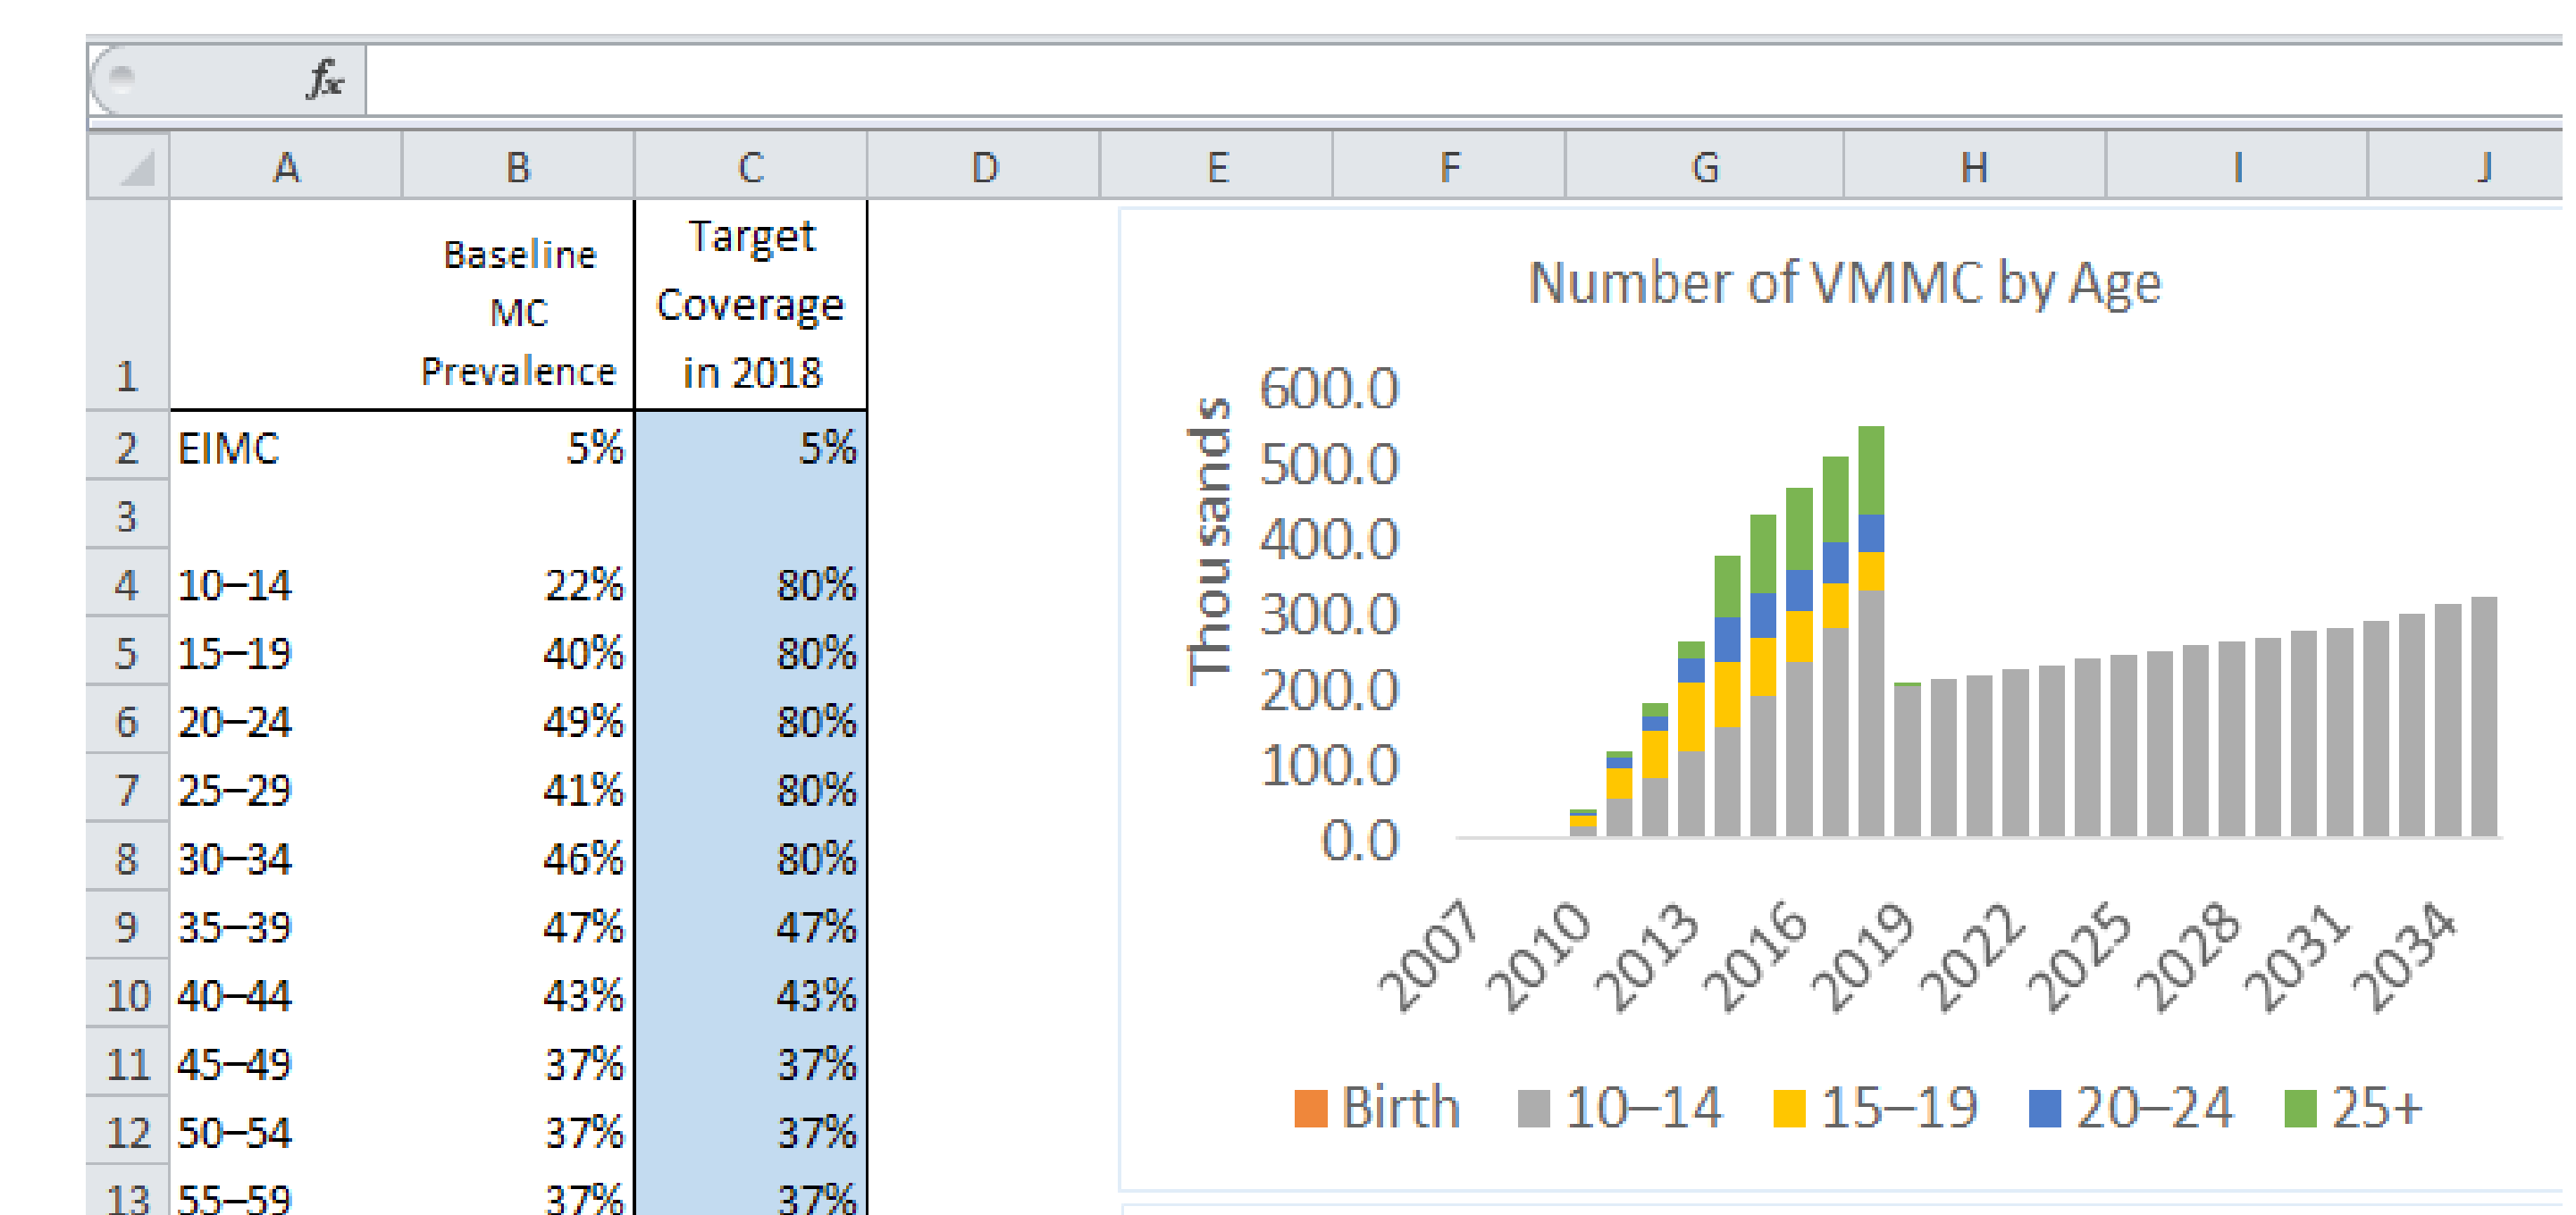 fx
A B C D E F G H I J
1 Baseline MC Prevalence Target Coverage in 2018
2 EIMC 5% 5%
3
4 10–14 22% 80%
5 15–19 40% 80%
6 20–24 49% 80%
7 25–29 41% 80%
8 30–34 46% 80%
9 35–39 47% 47%
10 40–44 43% 43%
11 45–49 37% 37%
12 50–54 37% 37%
13 55–59 37% 37%
Number of VMMC by Age
Thousands
600.0
500.0
400.0
300.0
200.0
100.0
0.0
2007 2010 2013 2016 2019 2022 2025 2028 2031 2034
Birth 10–14 15–19 20–24 25+